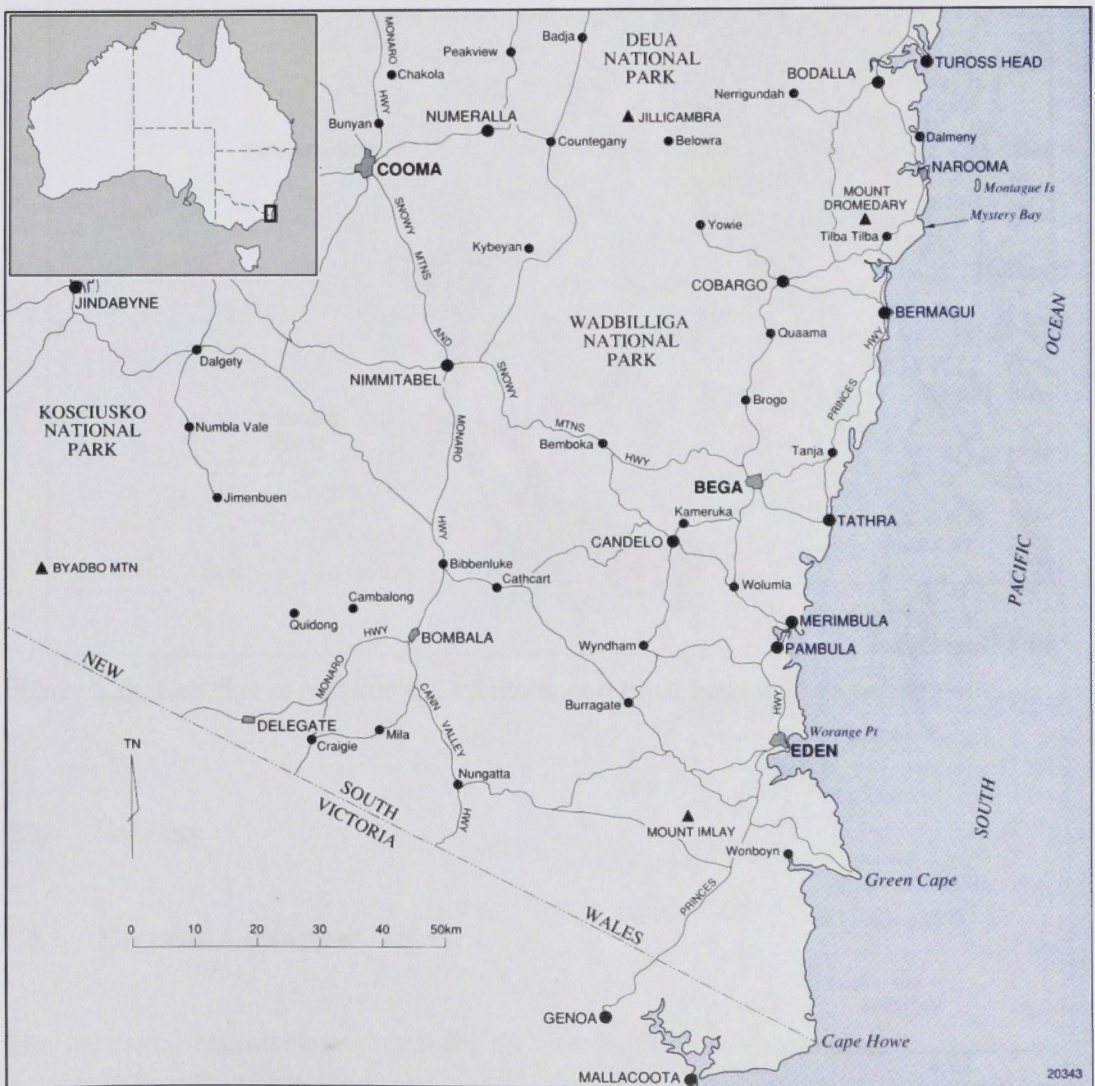 MONARO
HWY
Chakola
Peakview
Badja
DEUA
NATIONAL
PARK
BODALLA
TUROSS HEAD
Nerrigundah
Bunyan
NUMERALLA
JILLICAMBRA
Countegany
Belowra
Dalmeny
COOMA
NAROOMA
MOUNT
DROMEDARY
Montague Is
Mystery Bay
SNOWY
MTNS
AND
Kybeyan
Yowie
Tilba Tilba
JINDABYNE
COBARGO
BERMAGUI
OCEAN
WADBILLIGA
NATIONAL
PARK
Quaama
HWY
PRINCES
Dalgety
NIMMITABEL
SNOWY
MTNS
HWY
KOSCIUSKO
NATIONAL
PARK
Numbla Vale
MONARO
HWY
Brogo
Bemboka
Tanja
BEGA
Jimenbuen
Kameruka
TATHRA
CANDELO
PACIFIC
BYADBO MTN
Bibbenluke
Cathcart
Wolumla
Cambalong
Quidong
HWY
MONARO
BOMBALA
MERIMBULA
Wyndham
PAMBULA
NEW
Burragate
HWY
DELEGATE
Mila
Craigie
CANN
VALLEY
HWY
Worange Pt
EDEN
TN
Nungatta
SOUTH
VICTORIA
SOUTH
MOUNT IMLAY
Wonboyn
Green Cape
PRINCES
WALES
0 10 20 30 40 50km
GENOA
Cape Howe
MALLACOOTA
20343